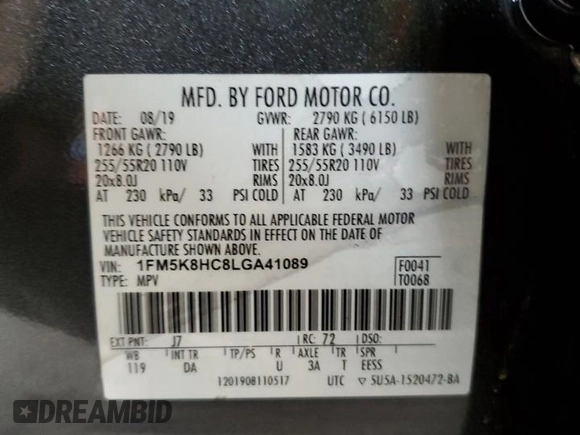 MFD. BY FORD MOTOR CO.
DATE: 08/19 GVWR: 2790 KG ( 6150 LB)
FRONT GAWR: REAR GAWR:
1266 KG ( 2790 LB) WITH 1583 KG ( 3490 LB) WITH
255/55R20 110V TIRES 255/55R20 110V TIRES
20x8.0J RIMS 20x8.0J RIMS
AT 230 kPa/ 33 PSI COLD AT 230 kPa/ 33 PSI COLD
THIS VEHICLE CONFORMS TO ALL APPLICABLE FEDERAL MOTOR
VEHICLE SAFETY STANDARDS IN EFFECT ON THE DATE OF
MANUFACTURE SHOWN ABOVE.
VIN: 1FM5K8HC8LGA41089 F0041
TYPE: MPV T0068
EXT PNT: J7 RC: 72 DSO:
WB INT TR TP/PS R AXLE TR SPR
119 DA U 3A T EESS
1201908110517 UTC ▽ 5U5A-1520472-BA
DREAMBID